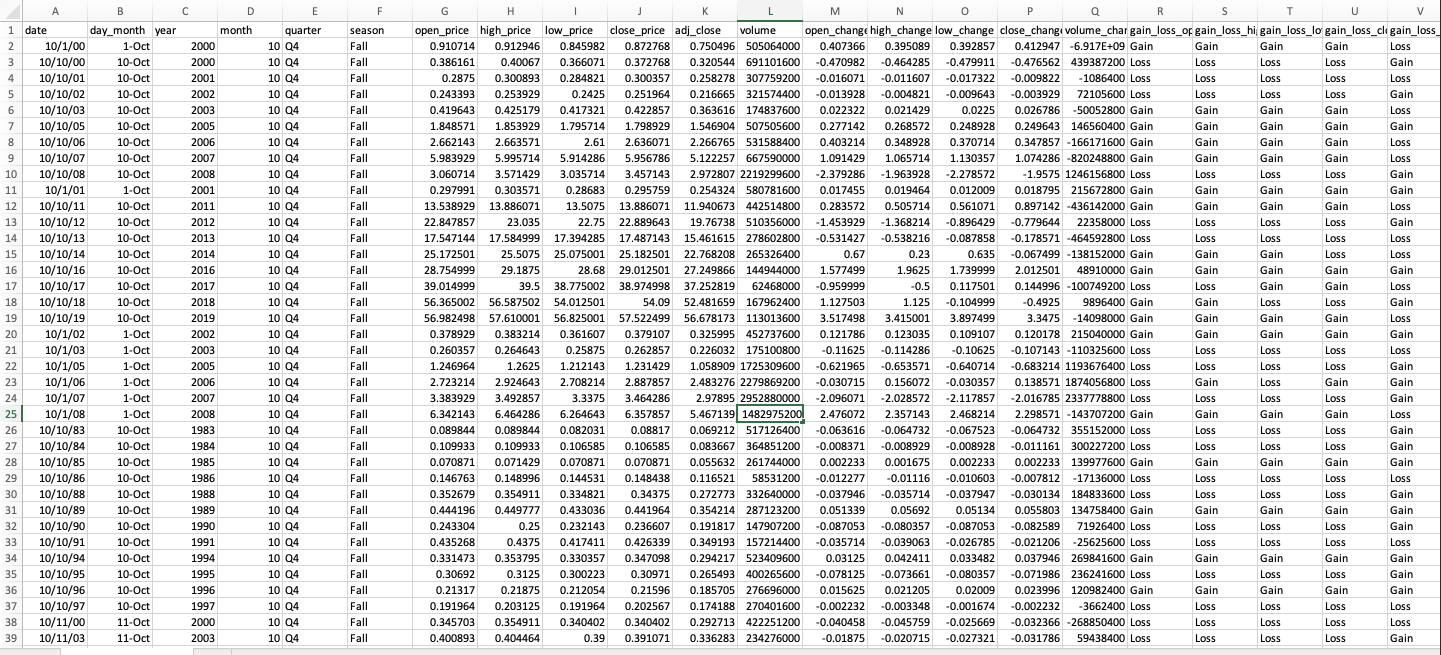 A B C D E F G H I J K L M N O P Q R S T U V
1 date day_month year month quarter season open_price high_price low_price close_price adj_close volume open_change high_change low_change close_change volume_char gain_loss_op gain_loss_hi gain_loss_lo gain_loss_cl gain_loss_
2 10/1/00 1-Oct 2000 10 Q4 Fall 0.910714 0.912946 0.845982 0.872768 0.750496 505064000 0.407366 0.395089 0.392857 0.412947 -6.917E+09 Gain Gain Gain Gain Loss
3 10/10/00 10-Oct 2000 10 Q4 Fall 0.386161 0.40067 0.366071 0.372768 0.320544 691101600 -0.470982 -0.464285 -0.479911 -0.476562 439387200 Loss Loss Loss Loss Gain
4 10/10/01 10-Oct 2001 10 Q4 Fall 0.2875 0.300893 0.284821 0.300357 0.258278 307759200 -0.016071 -0.011607 -0.017322 -0.009822 -1086400 Loss Loss Loss Loss Loss
5 10/10/02 10-Oct 2002 10 Q4 Fall 0.243393 0.253929 0.2425 0.251964 0.216665 321574400 -0.013928 -0.004821 -0.009643 -0.003929 72105600 Loss Loss Loss Loss Gain
6 10/10/03 10-Oct 2003 10 Q4 Fall 0.419643 0.425179 0.417321 0.422857 0.363616 174837600 0.022322 0.021429 0.0225 0.026786 -50052800 Gain Gain Gain Gain Loss
7 10/10/05 10-Oct 2005 10 Q4 Fall 1.848571 1.853929 1.795714 1.798929 1.546904 507505600 0.277142 0.268572 0.248928 0.249643 146560400 Gain Gain Gain Gain Gain
8 10/10/06 10-Oct 2006 10 Q4 Fall 2.662143 2.663571 2.61 2.636071 2.266765 531588400 0.403214 0.348928 0.370714 0.347857 -166171600 Gain Gain Gain Gain Loss
9 10/10/07 10-Oct 2007 10 Q4 Fall 5.983929 5.995714 5.914286 5.956786 5.122257 667590000 1.091429 1.065714 1.130357 1.074286 -820248800 Gain Gain Gain Gain Loss
10 10/10/08 10-Oct 2008 10 Q4 Fall 3.060714 3.571429 3.035714 3.457143 2.972807 2219299600 -2.379286 -1.963928 -2.278572 -1.9575 1246156800 Loss Loss Loss Loss Gain
11 10/1/01 1-Oct 2001 10 Q4 Fall 0.297991 0.303571 0.28683 0.295759 0.254324 580781600 0.017455 0.019464 0.012009 0.018795 215672800 Gain Gain Gain Gain Gain
12 10/10/11 10-Oct 2011 10 Q4 Fall 13.538929 13.886071 13.5075 13.886071 11.940673 442514800 0.283572 0.505714 0.561071 0.897142 -436142000 Gain Gain Gain Gain Loss
13 10/10/12 10-Oct 2012 10 Q4 Fall 22.847857 23.035 22.75 22.889643 19.76738 510356000 -1.453929 -1.368214 -0.896429 -0.779644 22358000 Loss Loss Loss Loss Gain
14 10/10/13 10-Oct 2013 10 Q4 Fall 17.547144 17.584999 17.394285 17.487143 15.461615 278602800 -0.531427 -0.538216 -0.087858 -0.178571 -464592800 Loss Loss Loss Loss Loss
15 10/10/14 10-Oct 2014 10 Q4 Fall 25.172501 25.5075 25.075001 25.182501 22.768208 265326400 0.67 0.23 0.635 -0.067499 -138152000 Gain Gain Gain Loss Loss
16 10/10/16 10-Oct 2016 10 Q4 Fall 28.754999 29.1875 28.68 29.012501 27.249866 144944000 1.577499 1.9625 1.739999 2.012501 48910000 Gain Gain Gain Gain Gain
17 10/10/17 10-Oct 2017 10 Q4 Fall 39.014999 39.5 38.775002 38.974998 37.252819 62468000 -0.959999 -0.5 0.117501 0.144996 -100749200 Loss Loss Gain Gain Loss
18 10/10/18 10-Oct 2018 10 Q4 Fall 56.365002 56.587502 54.012501 54.09 52.481659 167962400 1.127503 1.125 -0.104999 -0.4925 9896400 Gain Gain Loss Loss Gain
19 10/10/19 10-Oct 2019 10 Q4 Fall 56.982498 57.610001 56.825001 57.522499 56.678173 113013600 3.517498 3.415001 3.897499 3.3475 -14098000 Gain Gain Gain Gain Loss
20 10/1/02 1-Oct 2002 10 Q4 Fall 0.378929 0.383214 0.361607 0.379107 0.325995 452737600 0.121786 0.123035 0.109107 0.120178 215040000 Gain Gain Gain Gain Gain
21 10/1/03 1-Oct 2003 10 Q4 Fall 0.260357 0.264643 0.25875 0.262857 0.226032 175100800 -0.11625 -0.114286 -0.10625 -0.107143 -110325600 Loss Loss Loss Loss Loss
22 10/1/05 1-Oct 2005 10 Q4 Fall 1.246964 1.2625 1.212143 1.231429 1.058909 1725309600 -0.621965 -0.653571 -0.640714 -0.683214 1193676400 Loss Loss Loss Loss Gain
23 10/1/06 1-Oct 2006 10 Q4 Fall 2.723214 2.924643 2.708214 2.887857 2.483276 2279869200 -0.030715 0.156072 -0.030357 0.138571 1874056800 Loss Gain Loss Gain Gain
24 10/1/07 1-Oct 2007 10 Q4 Fall 3.383929 3.492857 3.3375 3.464286 2.97895 2952880000 -2.096071 -2.028572 -2.117857 -2.016785 2337778800 Loss Loss Loss Loss Gain
25 10/1/08 1-Oct 2008 10 Q4 Fall 6.342143 6.464286 6.264643 6.357857 5.467139 1482975200 2.476072 2.357143 2.468214 2.298571 -143707200 Gain Gain Gain Gain Loss
26 10/10/83 10-Oct 1983 10 Q4 Fall 0.089844 0.089844 0.082031 0.08817 0.069212 517126400 -0.063616 -0.064732 -0.067523 -0.064732 355152000 Loss Loss Loss Loss Gain
27 10/10/84 10-Oct 1984 10 Q4 Fall 0.109933 0.109933 0.106585 0.106585 0.083667 364851200 -0.008371 -0.008929 -0.008928 -0.011161 300227200 Loss Loss Loss Loss Gain
28 10/10/85 10-Oct 1985 10 Q4 Fall 0.070871 0.071429 0.070871 0.070871 0.055632 261744000 0.002233 0.001675 0.002233 0.002233 139977600 Gain Gain Gain Gain Gain
29 10/10/86 10-Oct 1986 10 Q4 Fall 0.146763 0.148996 0.144531 0.148438 0.116521 58531200 -0.012277 -0.01116 -0.010603 -0.007812 -17136000 Loss Loss Loss Loss Loss
30 10/10/88 10-Oct 1988 10 Q4 Fall 0.352679 0.354911 0.334821 0.34375 0.272773 332640000 -0.037946 -0.035714 -0.037947 -0.030134 184833600 Loss Loss Loss Loss Gain
31 10/10/89 10-Oct 1989 10 Q4 Fall 0.444196 0.449777 0.433036 0.441964 0.354214 287123200 0.051339 0.05692 0.05134 0.055803 134758400 Gain Gain Gain Gain Gain
32 10/10/90 10-Oct 1990 10 Q4 Fall 0.243304 0.25 0.232143 0.236607 0.191817 147907200 -0.087053 -0.080357 -0.087053 -0.082589 71926400 Loss Loss Loss Loss Gain
33 10/10/91 10-Oct 1991 10 Q4 Fall 0.435268 0.4375 0.417411 0.426339 0.349193 157214400 -0.035714 -0.039063 -0.026785 -0.021206 -25625600 Loss Loss Loss Loss Loss
34 10/10/94 10-Oct 1994 10 Q4 Fall 0.331473 0.353795 0.330357 0.347098 0.294217 523409600 0.03125 0.042411 0.033482 0.037946 269841600 Gain Gain Gain Gain Gain
35 10/10/95 10-Oct 1995 10 Q4 Fall 0.30692 0.3125 0.300223 0.30971 0.265493 400265600 -0.078125 -0.073661 -0.080357 -0.071986 236241600 Loss Loss Loss Loss Gain
36 10/10/96 10-Oct 1996 10 Q4 Fall 0.21317 0.21875 0.212054 0.21596 0.185705 276696000 0.015625 0.021205 0.02009 0.023996 120982400 Gain Gain Gain Gain Gain
37 10/10/97 10-Oct 1997 10 Q4 Fall 0.191964 0.203125 0.191964 0.202567 0.174188 270401600 -0.002232 -0.003348 -0.001674 -0.002232 -3662400 Loss Loss Loss Loss Loss
38 10/11/00 11-Oct 2000 10 Q4 Fall 0.345703 0.354911 0.340402 0.340402 0.292713 422251200 -0.040458 -0.045759 -0.025669 -0.032366 -268850400 Loss Loss Loss Loss Loss
39 10/11/03 11-Oct 2003 10 Q4 Fall 0.400893 0.404464 0.39 0.391071 0.336283 234276000 -0.01875 -0.020715 -0.027321 -0.031786 59438400 Loss Loss Loss Loss Gain